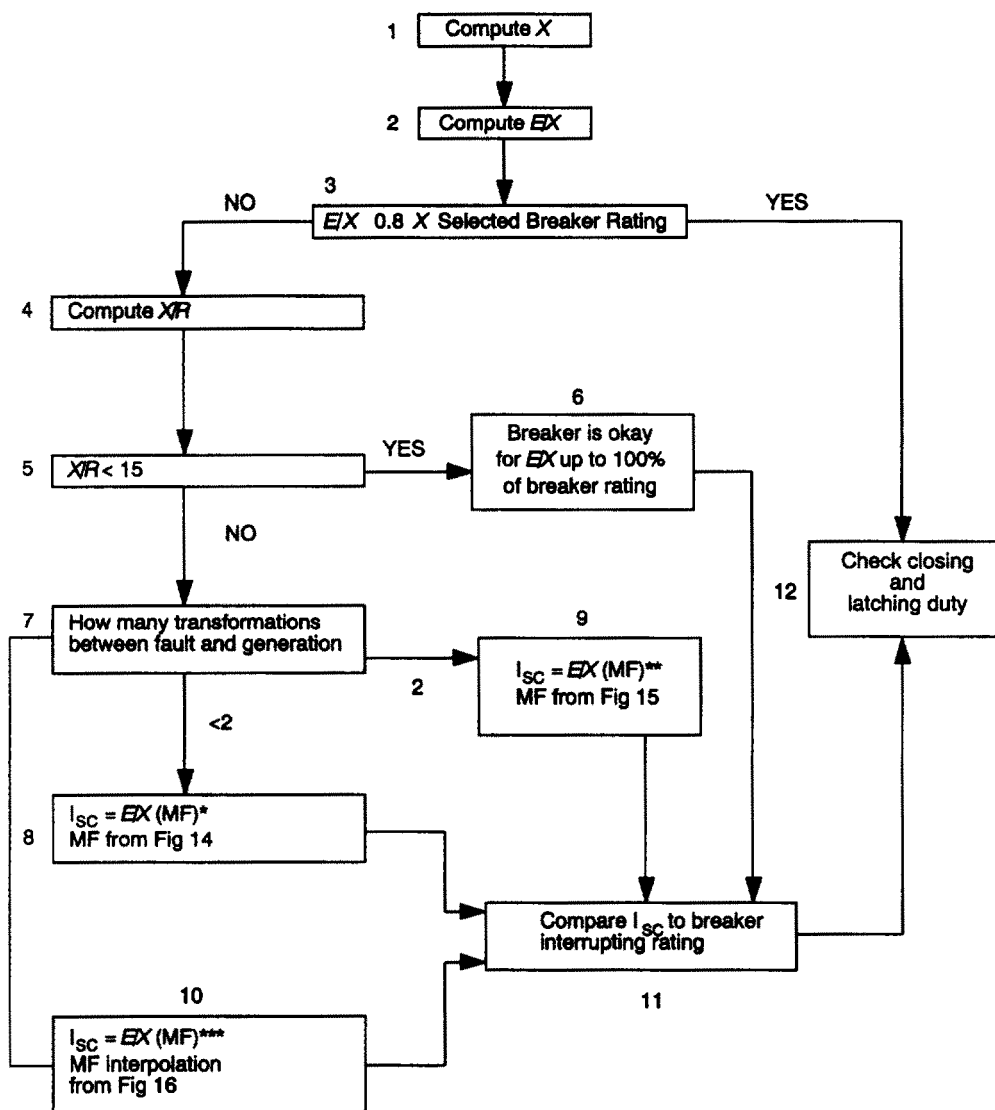 1
Compute X
2
Compute E/X
3
NO
YES
E/X 0.8 X Selected Breaker Rating
4
Compute X/R
5
X/R < 15
YES
6
Breaker is okay
for E/X up to 100%
of breaker rating
NO
12
Check closing
and
latching duty
7
How many transformations
between fault and generation
2
9
I_SC = E/X (MF)**
MF from Fig 15
<2
8
I_SC = E/X (MF)*
MF from Fig 14
Compare I_SC to breaker
interrupting rating
11
10
I_SC = E/X (MF)***
MF interpolation
from Fig 16